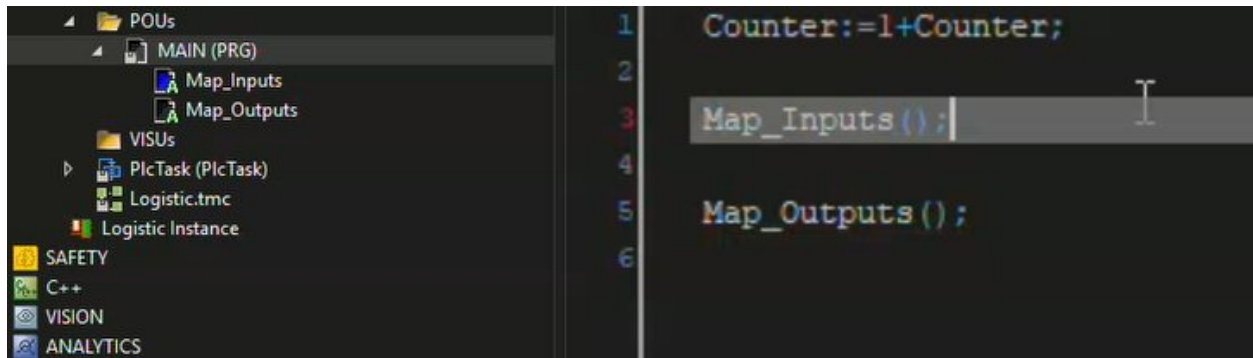 POUs
MAIN (PRG)
Map_Inputs
Map_Outputs
VISUs
PlcTask (PlcTask)
Logistic.tmc
Logistic Instance
SAFETY
C++
VISION
ANALYTICS
1 Counter:=1+Counter;
2
3 Map_Inputs();
4
5 Map_Outputs();
6